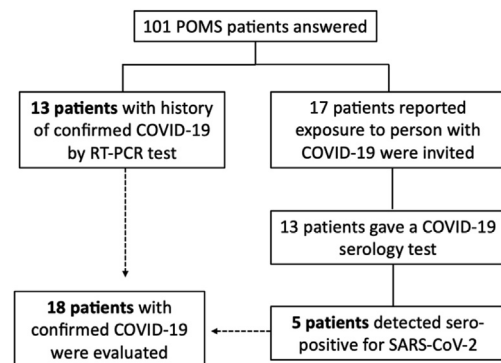 101 POMS patients answered
13 patients with history
of confirmed COVID-19
by RT-PCR test
17 patients reported
exposure to person with
COVID-19 were invited
13 patients gave a COVID-19
serology test
18 patients with
confirmed COVID-19
were evaluated
5 patients detected sero-
positive for SARS-CoV-2